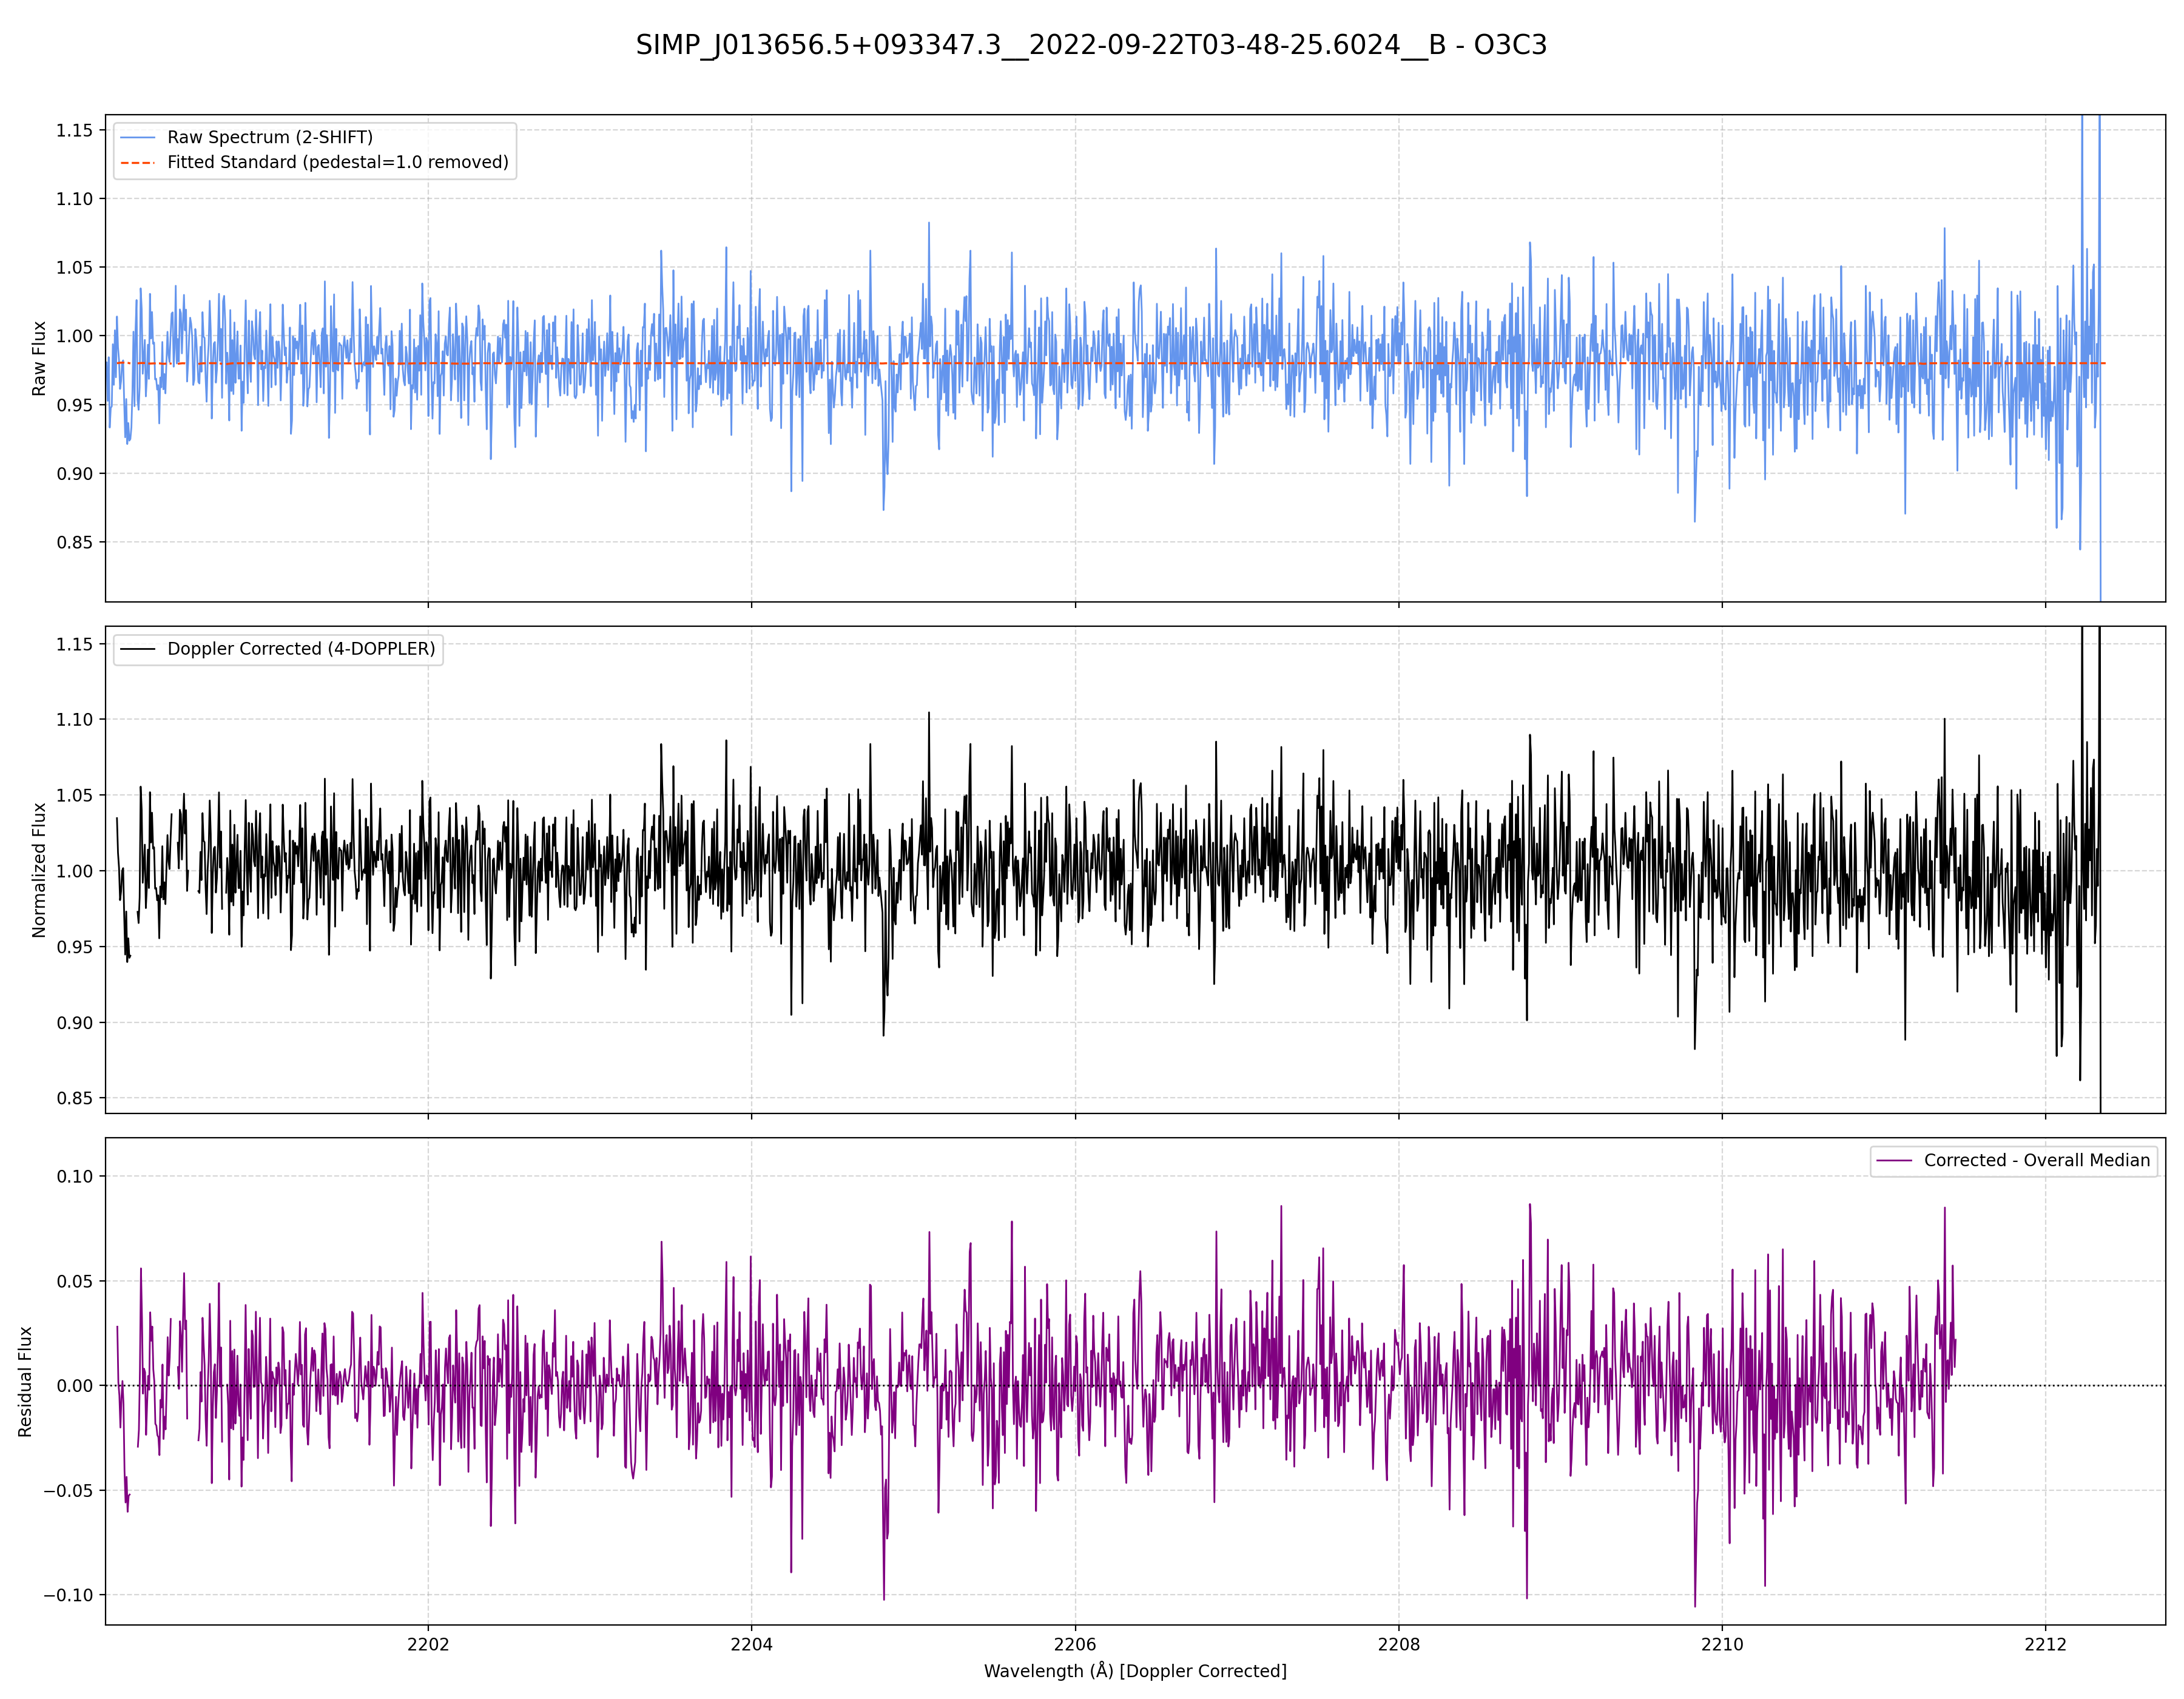 SIMP_J013656.5+093347.3__2022-09-22T03-48-25.6024__B - O3C3
Raw Spectrum (2-SHIFT)
Fitted Standard (pedestal=1.0 removed)
Raw Flux
1.15
1.10
1.05
1.00
0.95
0.90
0.85
Doppler Corrected (4-DOPPLER)
Normalized Flux
1.15
1.10
1.05
1.00
0.95
0.90
0.85
Corrected - Overall Median
Residual Flux
0.10
0.05
0.00
−0.05
−0.10
2202 2204 2206 2208 2210 2212
Wavelength (Å) [Doppler Corrected]